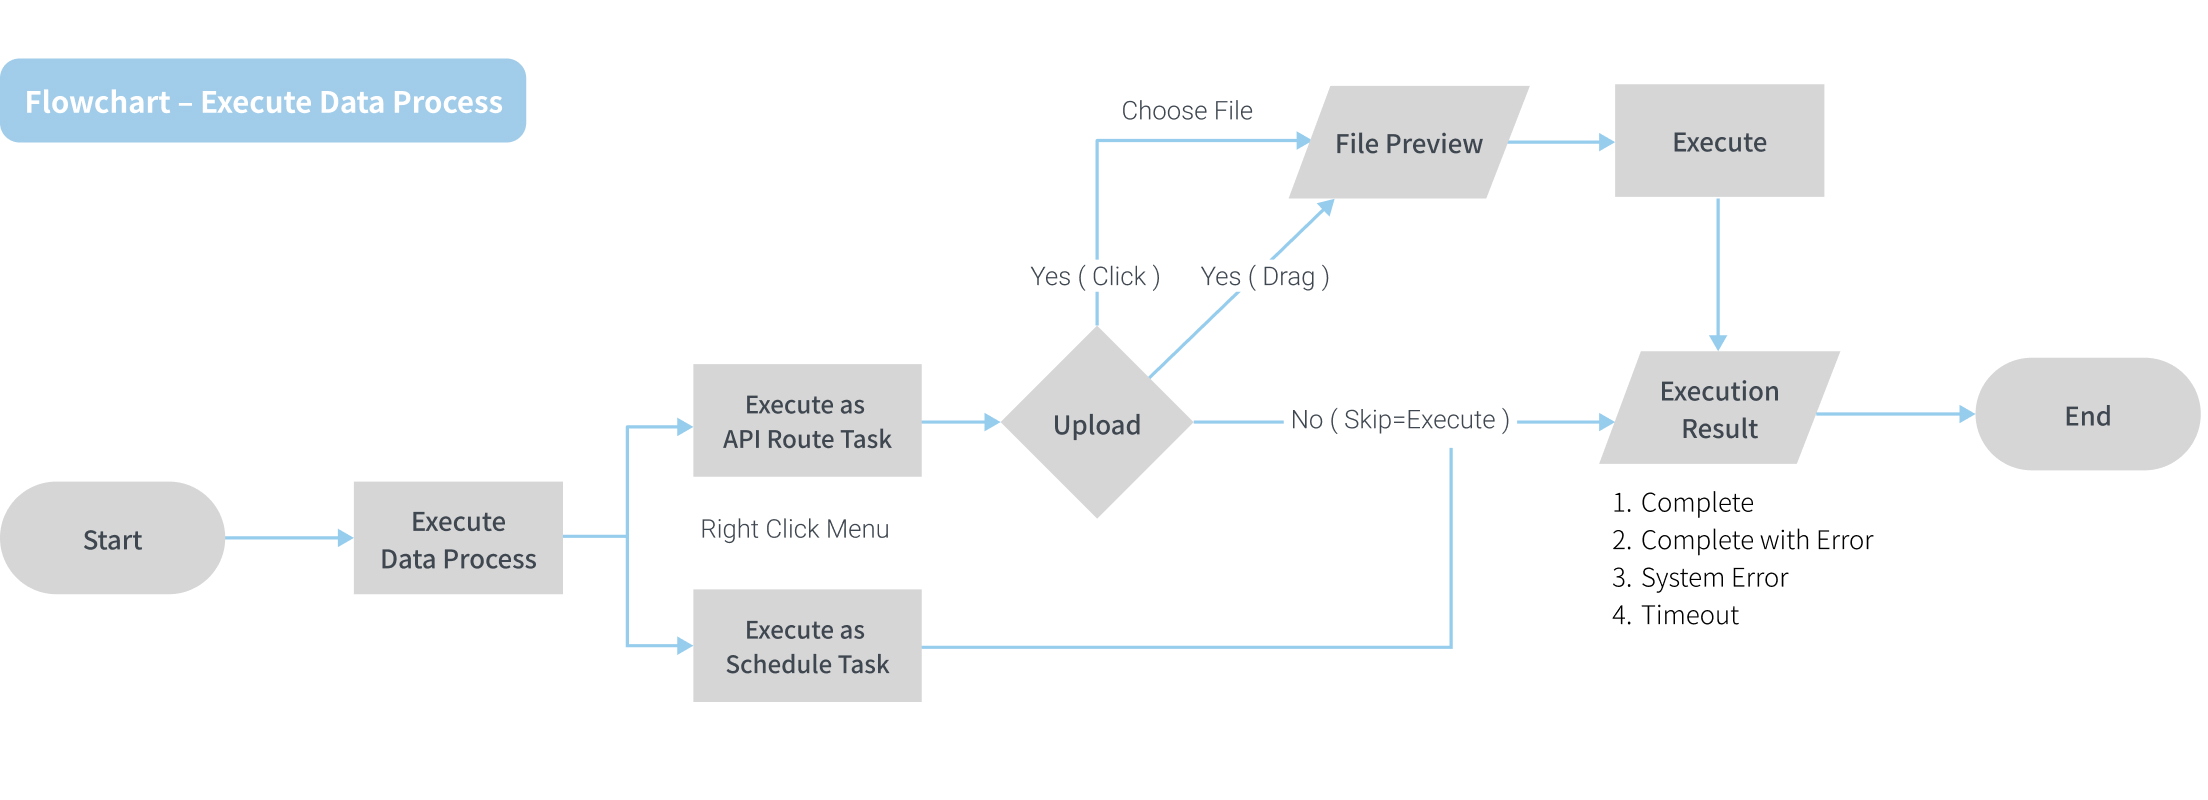 Flowchart – Execute Data Process
Choose File
File Preview
Execute
Yes ( Click )
Yes ( Drag )
Execute as
API Route Task
Upload
No ( Skip=Execute )
Execution
Result
End
Start
Execute
Data Process
Right Click Menu
1. Complete
2. Complete with Error
3. System Error
4. Timeout
Execute as
Schedule Task